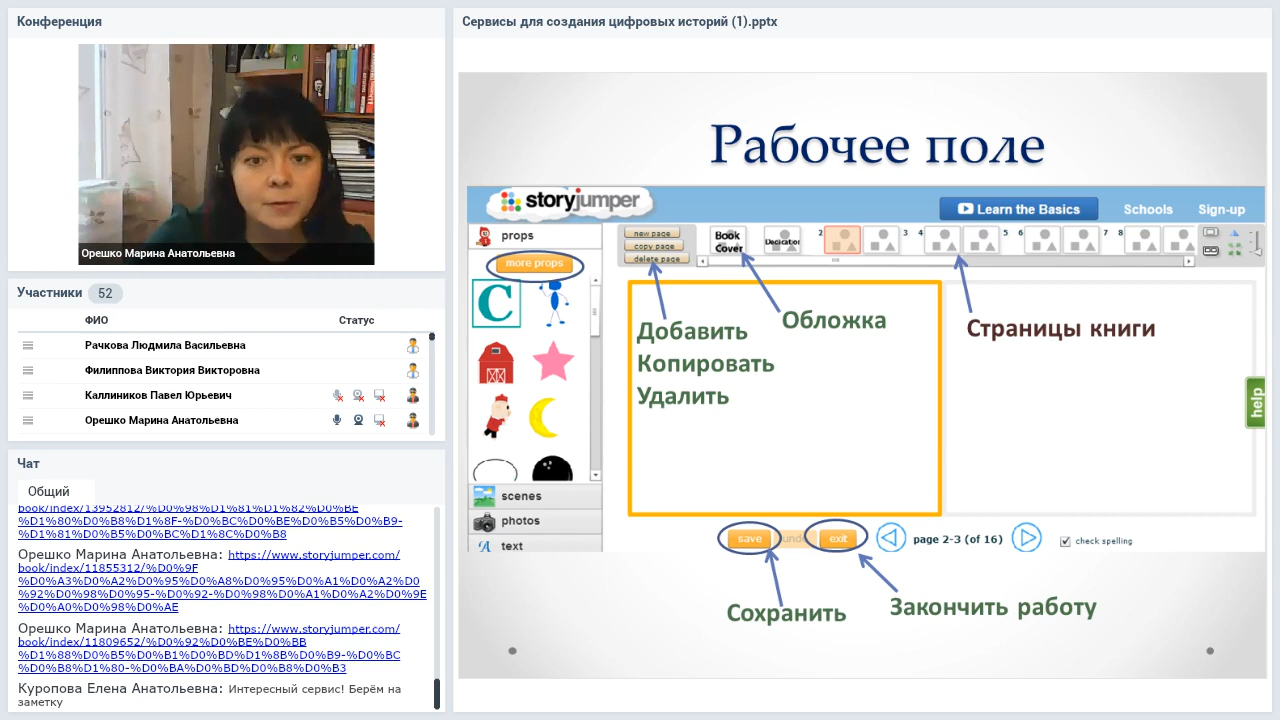 Конференция
Орешко Марина Анатольевна
Участники 52
ФИО Статус
Рачкова Людмила Васильевна
Филиппова Виктория Викторовна
Каллиников Павел Юрьевич
Орешко Марина Анатольевна
Чат
Общий
book/index/13952812/%D0%98%D1%81%D1%82%D0%BE
%D1%80%D0%B8%D1%8F-%D0%BC%D0%BE%D0%B5%D0%B9-
%D1%81%D0%B5%D0%BC%D1%8C%D0%B8
Орешко Марина Анатольевна: https://www.storyjumper.com/
book/index/11855312/%D0%9F
%D0%A3%D0%A2%D0%95%D0%A8%D0%95%D0%A1%D0%A2%D0
%92%D0%98%D0%95-%D0%92-%D0%98%D0%A1%D0%A2%D0%9E
%D0%A0%D0%98%D0%AE
Орешко Марина Анатольевна: https://www.storyjumper.com/
book/index/11809652/%D0%92%D0%BE%D0%BB
%D1%88%D0%B5%D0%B1%D0%BD%D1%8B%D0%B9-%D0%BC
%D0%B8%D1%80-%D0%BA%D0%BD%D0%B8%D0%B3
Куропова Елена Анатольевна: Интересный сервис! Берём на
заметку
Сервисы для создания цифровых историй (1).pptx
Рабочее поле
storyjumper
Learn the Basics Schools Sign-up
props
more props
C
scenes
photos
text
new page
copy page
delete page
Book
Cover
Dedication
2 3 4 5 6 7 8
Добавить
Копировать
Удалить
Обложка
Страницы книги
help
save undo exit page 2-3 (of 16) check spelling
Сохранить
Закончить работу